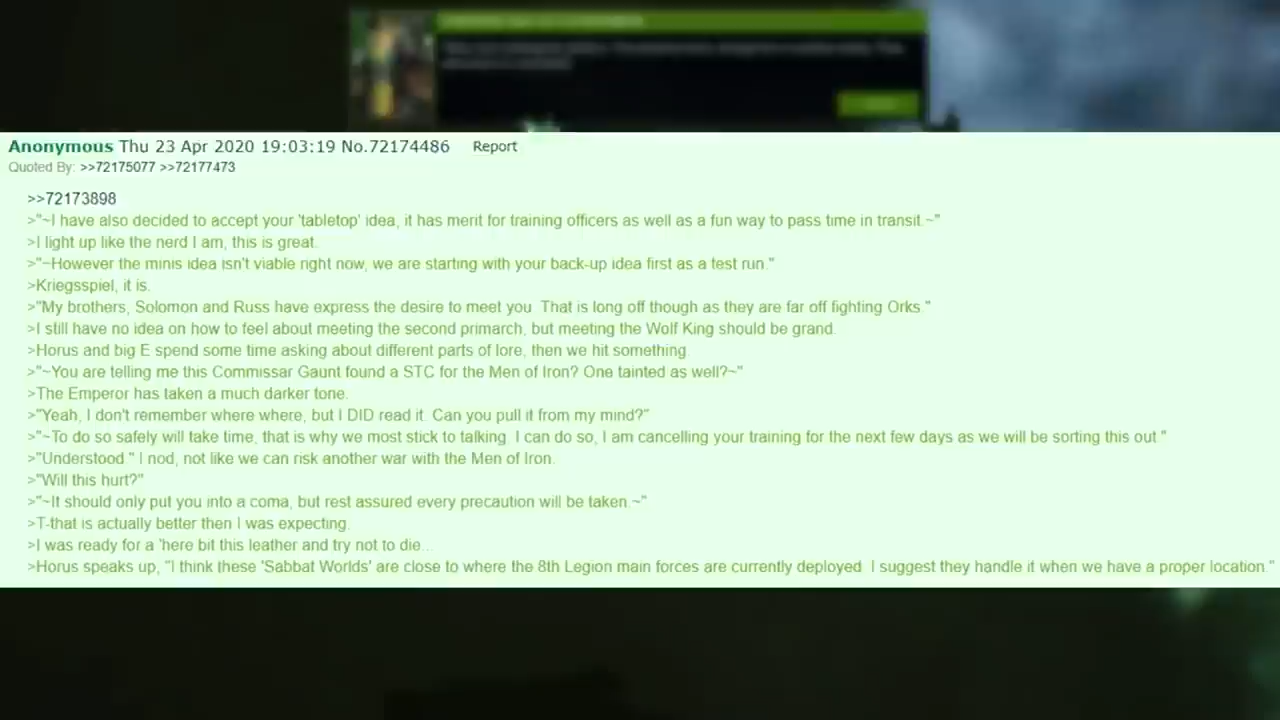 Anonymous Thu 23 Apr 2020 19:03:19 No.72174486 Report
Quoted By: >>72175077 >>72177473
>>72173898
>"~I have also decided to accept your 'tabletop' idea, it has merit for training officers as well as a fun way to pass time in transit.~"
>I light up like the nerd I am, this is great.
>"~However the minis idea isn't viable right now, we are starting with your back-up idea first as a test run."
>Kriegsspiel, it is.
>"My brothers, Solomon and Russ have express the desire to meet you. That is long off though as they are far off fighting Orks."
>I still have no idea on how to feel about meeting the second primarch, but meeting the Wolf King should be grand.
>Horus and big E spend some time asking about different parts of lore, then we hit something.
>"~You are telling me this Commissar Gaunt found a STC for the Men of Iron? One tainted as well?~"
>The Emperor has taken a much darker tone.
>"Yeah, I don't remember where where, but I DID read it. Can you pull it from my mind?"
>"~To do so safely will take time, that is why we most stick to talking. I can do so, I am cancelling your training for the next few days as we will be sorting this out."
>"Understood." I nod, not like we can risk another war with the Men of Iron.
>"Will this hurt?"
>"~It should only put you into a coma, but rest assured every precaution will be taken.~"
>T-that is actually better then I was expecting.
>I was ready for a 'here bit this leather and try not to die...
>Horus speaks up, "I think these 'Sabbat Worlds' are close to where the 8th Legion main forces are currently deployed. I suggest they handle it when we have a proper location."